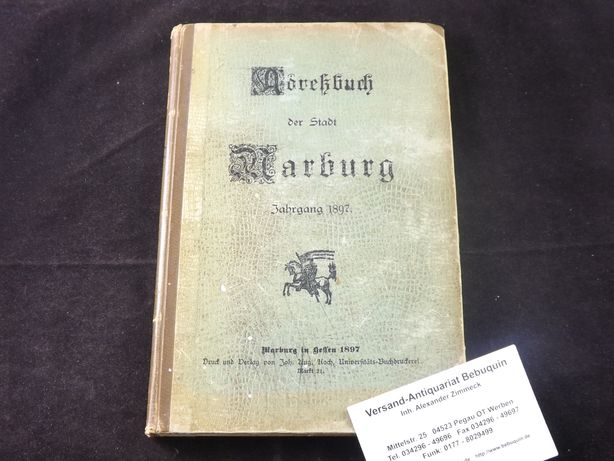 Adreßbuch
der Stadt
Marburg
Jahrgang 1897.
Marburg in Hessen 1897
Druck und Verlag von Joh. Aug. Koch, Universitäts-Buchdruckerei.
Markt 21.
Versand-Antiquariat Bebuquin
Inh. Alexander Zimmeck
Mittelstr. 25 04523 Pegau OT Werben
Tel. 034296 - 49696 Fax 034296 - 49697
Funk: 0177 - 8029499
http://www.bebuquin.de